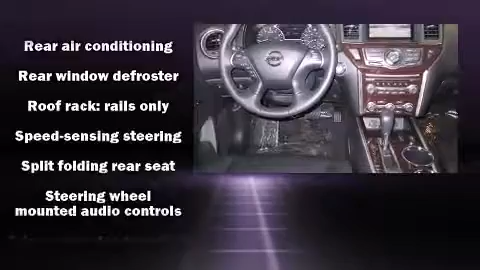 Rear air conditioning
Rear window defroster
Roof rack: rails only
Speed-sensing steering
Split folding rear seat
Steering wheel
mounted audio controls